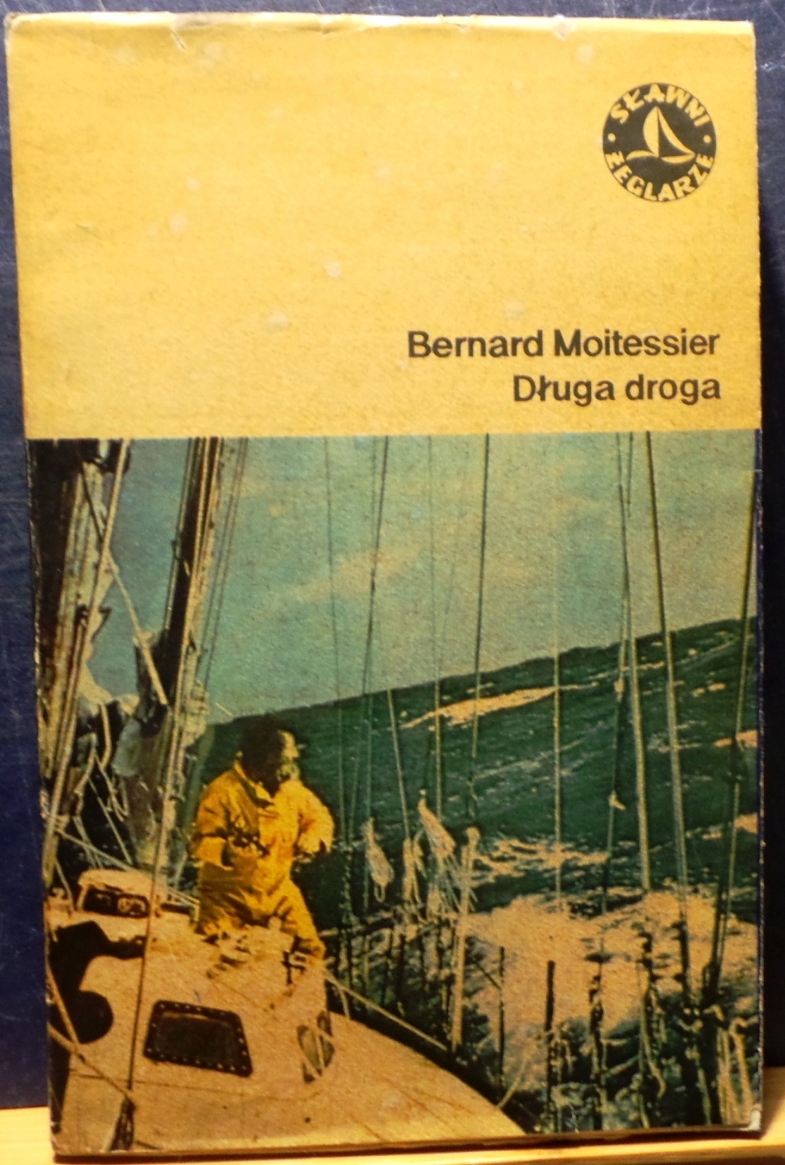 SŁAWNI
ŻEGLARZE
Bernard Moitessier
Długa droga